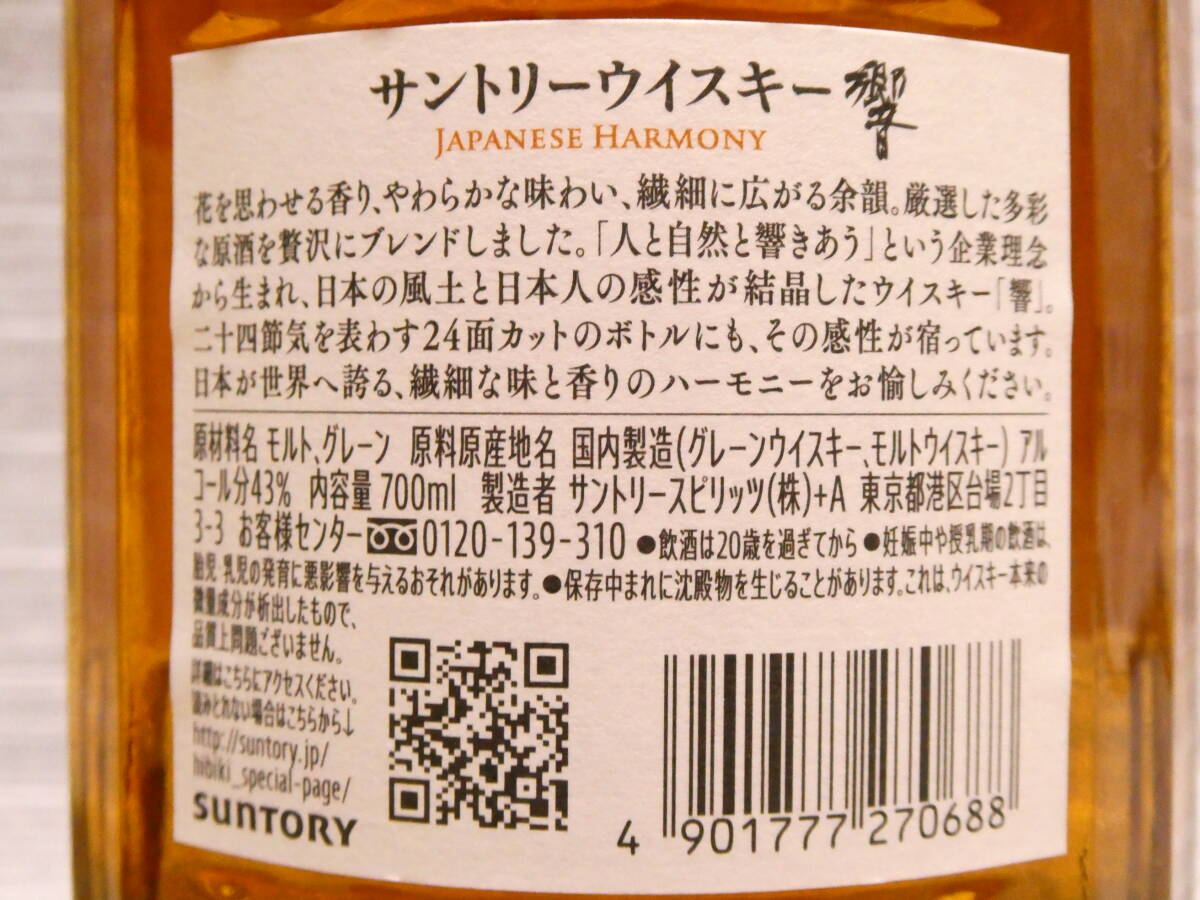 サントリーウイスキー 響
JAPANESE HARMONY
花を思わせる香り、やわらかな味わい、繊細に広がる余韻。厳選した多彩
な原酒を贅沢にブレンドしました。「人と自然と響きあう」という企業理念
から生まれ、日本の風土と日本人の感性が結晶したウイスキー「響」。
二十四節気を表わす24面カットのボトルにも、その感性が宿っています。
日本が世界へ誇る、繊細な味と香りのハーモニーをお愉しみください。
原材料名 モルト、グレーン 原料原産地名 国内製造(グレーンウイスキー、モルトウイスキー) アル
コール分43% 内容量 700ml 製造者 サントリースピリッツ(株)+A 東京都港区台場2丁目
3-3 お客様センター 0120-139-310 ●飲酒は20歳を過ぎてから ●妊娠中や授乳期の飲酒は、
胎児・乳児の発育に悪影響を与えるおそれがあります。●保存中まれに沈殿物を生じることがあります。これは、ウイスキー本来の
微量成分が析出したもので、
品質上問題ございません。
詳細はこちらにアクセスください。
読みとれない場合はこちらから↓
http://suntory.jp/
hibiki_special-page/
SUNTORY
4 901777 270688